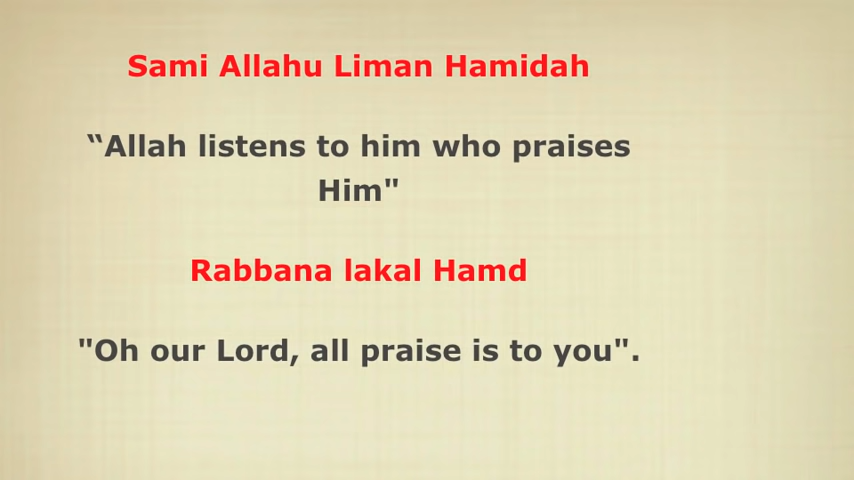 Sami Allahu Liman Hamidah
“Allah listens to him who praises
Him"
Rabbana lakal Hamd
"Oh our Lord, all praise is to you".